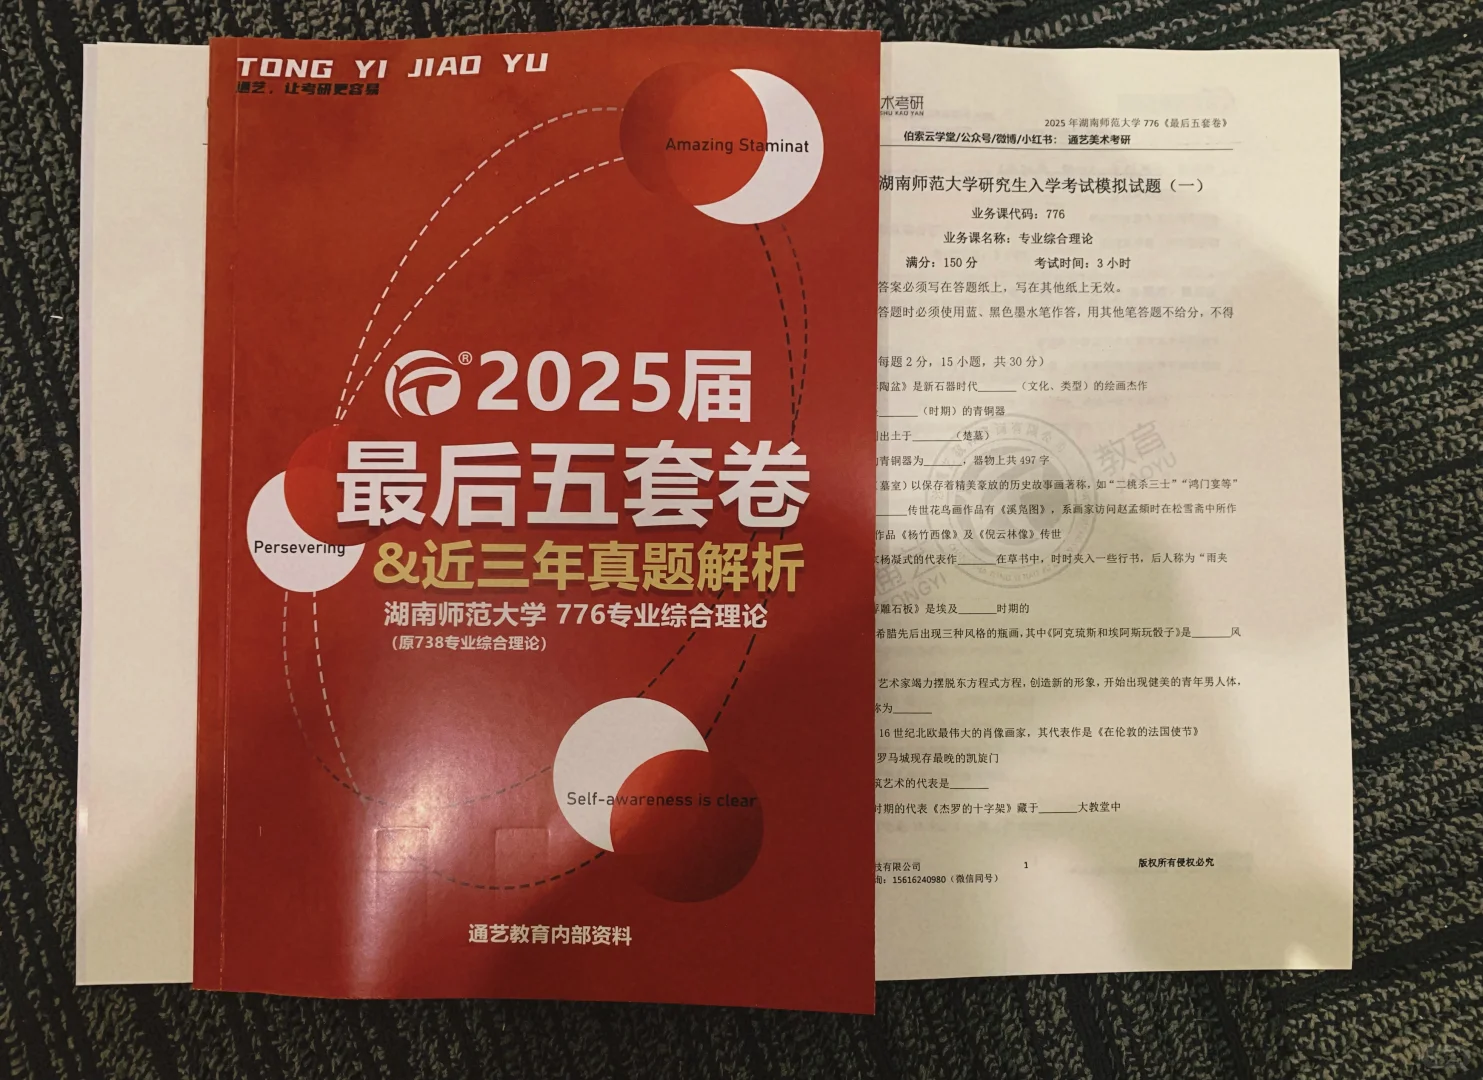 TONG YI JIAO YU
通艺，让考研更容易
Amazing Staminat
®2025届
最后五套卷
&近三年真题解析
湖南师范大学 776专业综合理论
（原738专业综合理论）
Persevering
Self-awareness is clear
通艺教育内部资料
术考研
SHU KAO YAN
2025 年湖南师范大学 776《最后五套卷》
伯索云学堂/公众号/微博/小红书： 通艺美术考研
湖南师范大学研究生入学考试模拟试题（一）
业务课代码：776
业务课名称：专业综合理论
满分：150 分 考试时间：3 小时
答案必须写在答题纸上，写在其他纸上无效。
答题时必须使用蓝、黑色墨水笔作答，用其他笔答题不给分，不得
每题 2 分，15 小题，共 30 分）
陶盆》是新石器时代______（文化、类型）的绘画杰作
______（时期）的青铜器
出土于________（楚墓）
青铜器为______，器物上共 497 字
（墓室）以保存着精美豪放的历史故事画著称，如“二桃杀三士”“鸿门宴等”
______传世花鸟画作品有《溪凫图》，系画家访问赵孟頫时在松雪斋中所作
作品《杨竹西像》及《倪云林像》传世
杨凝式的代表作______在草书中，时时夹入一些行书，后人称为“雨夹
浮雕石板》是埃及______时期的
希腊先后出现三种风格的瓶画，其中《阿克琉斯和埃阿斯玩骰子》是______风
艺术家竭力摆脱东方程式方程，创造新的形象，开始出现健美的青年男人体，
称为______
16 世纪北欧最伟大的肖像画家，其代表作是《在伦敦的法国使节》
罗马城现存最晚的凯旋门
筑艺术的代表是______
时期的代表《杰罗的十字架》藏于______大教堂中
教育
JIAOYU
通艺
TONGYI
技有限公司 1 版权所有侵权必究
询：15616240980（微信同号）